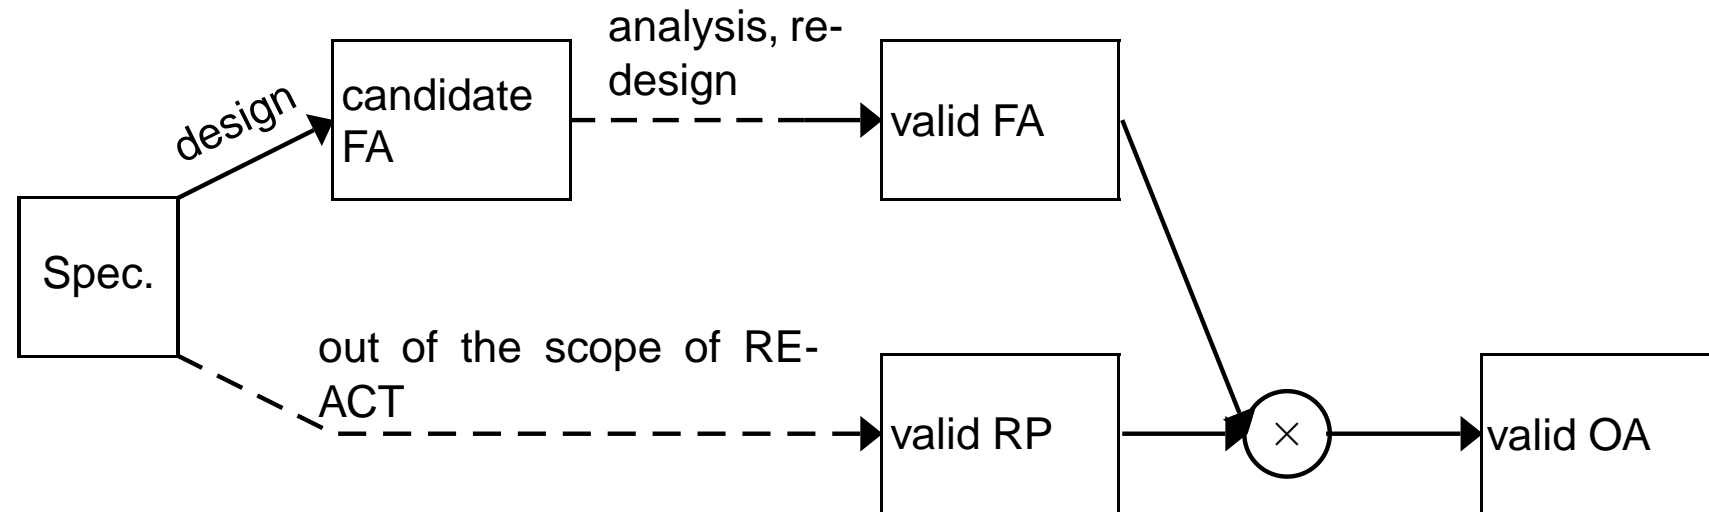 analysis, re-
design
design
candidate
FA
valid FA
Spec.
out of the scope of RE-
ACT
valid RP
×
valid OA